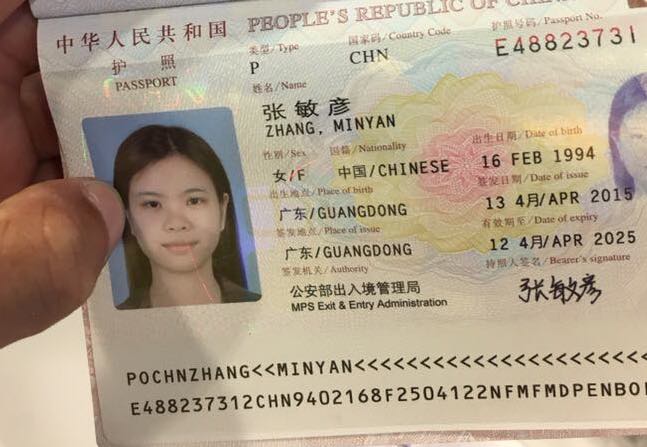 中华人民共和国 PEOPLE'S REPUBLIC OF
护照 PASSPORT
类型/Type P
国家码/Country Code CHN
护照号码/Passport No. E48823731
姓名/Name
张敏彦
ZHANG, MINYAN
性别/Sex 女/F
国籍/Nationality 中国/CHINESE
出生日期/Date of birth 16 FEB 1994
出生地点/Place of birth 广东/GUANGDONG
签发日期/Date of issue 13 4月/APR 2015
签发地点/Place of issue 广东/GUANGDONG
有效期至/Date of expiry 12 4月/APR 2025
签发机关/Authority
公安部出入境管理局
MPS Exit & Entry Administration
持照人签名/Bearer's signature
张敏彦
POCHNZHANG<<MINYAN<<<<<<<<<<<<<<<<<<<<<<
E488237312CHN9402168F2504122NFMFMDPENBO